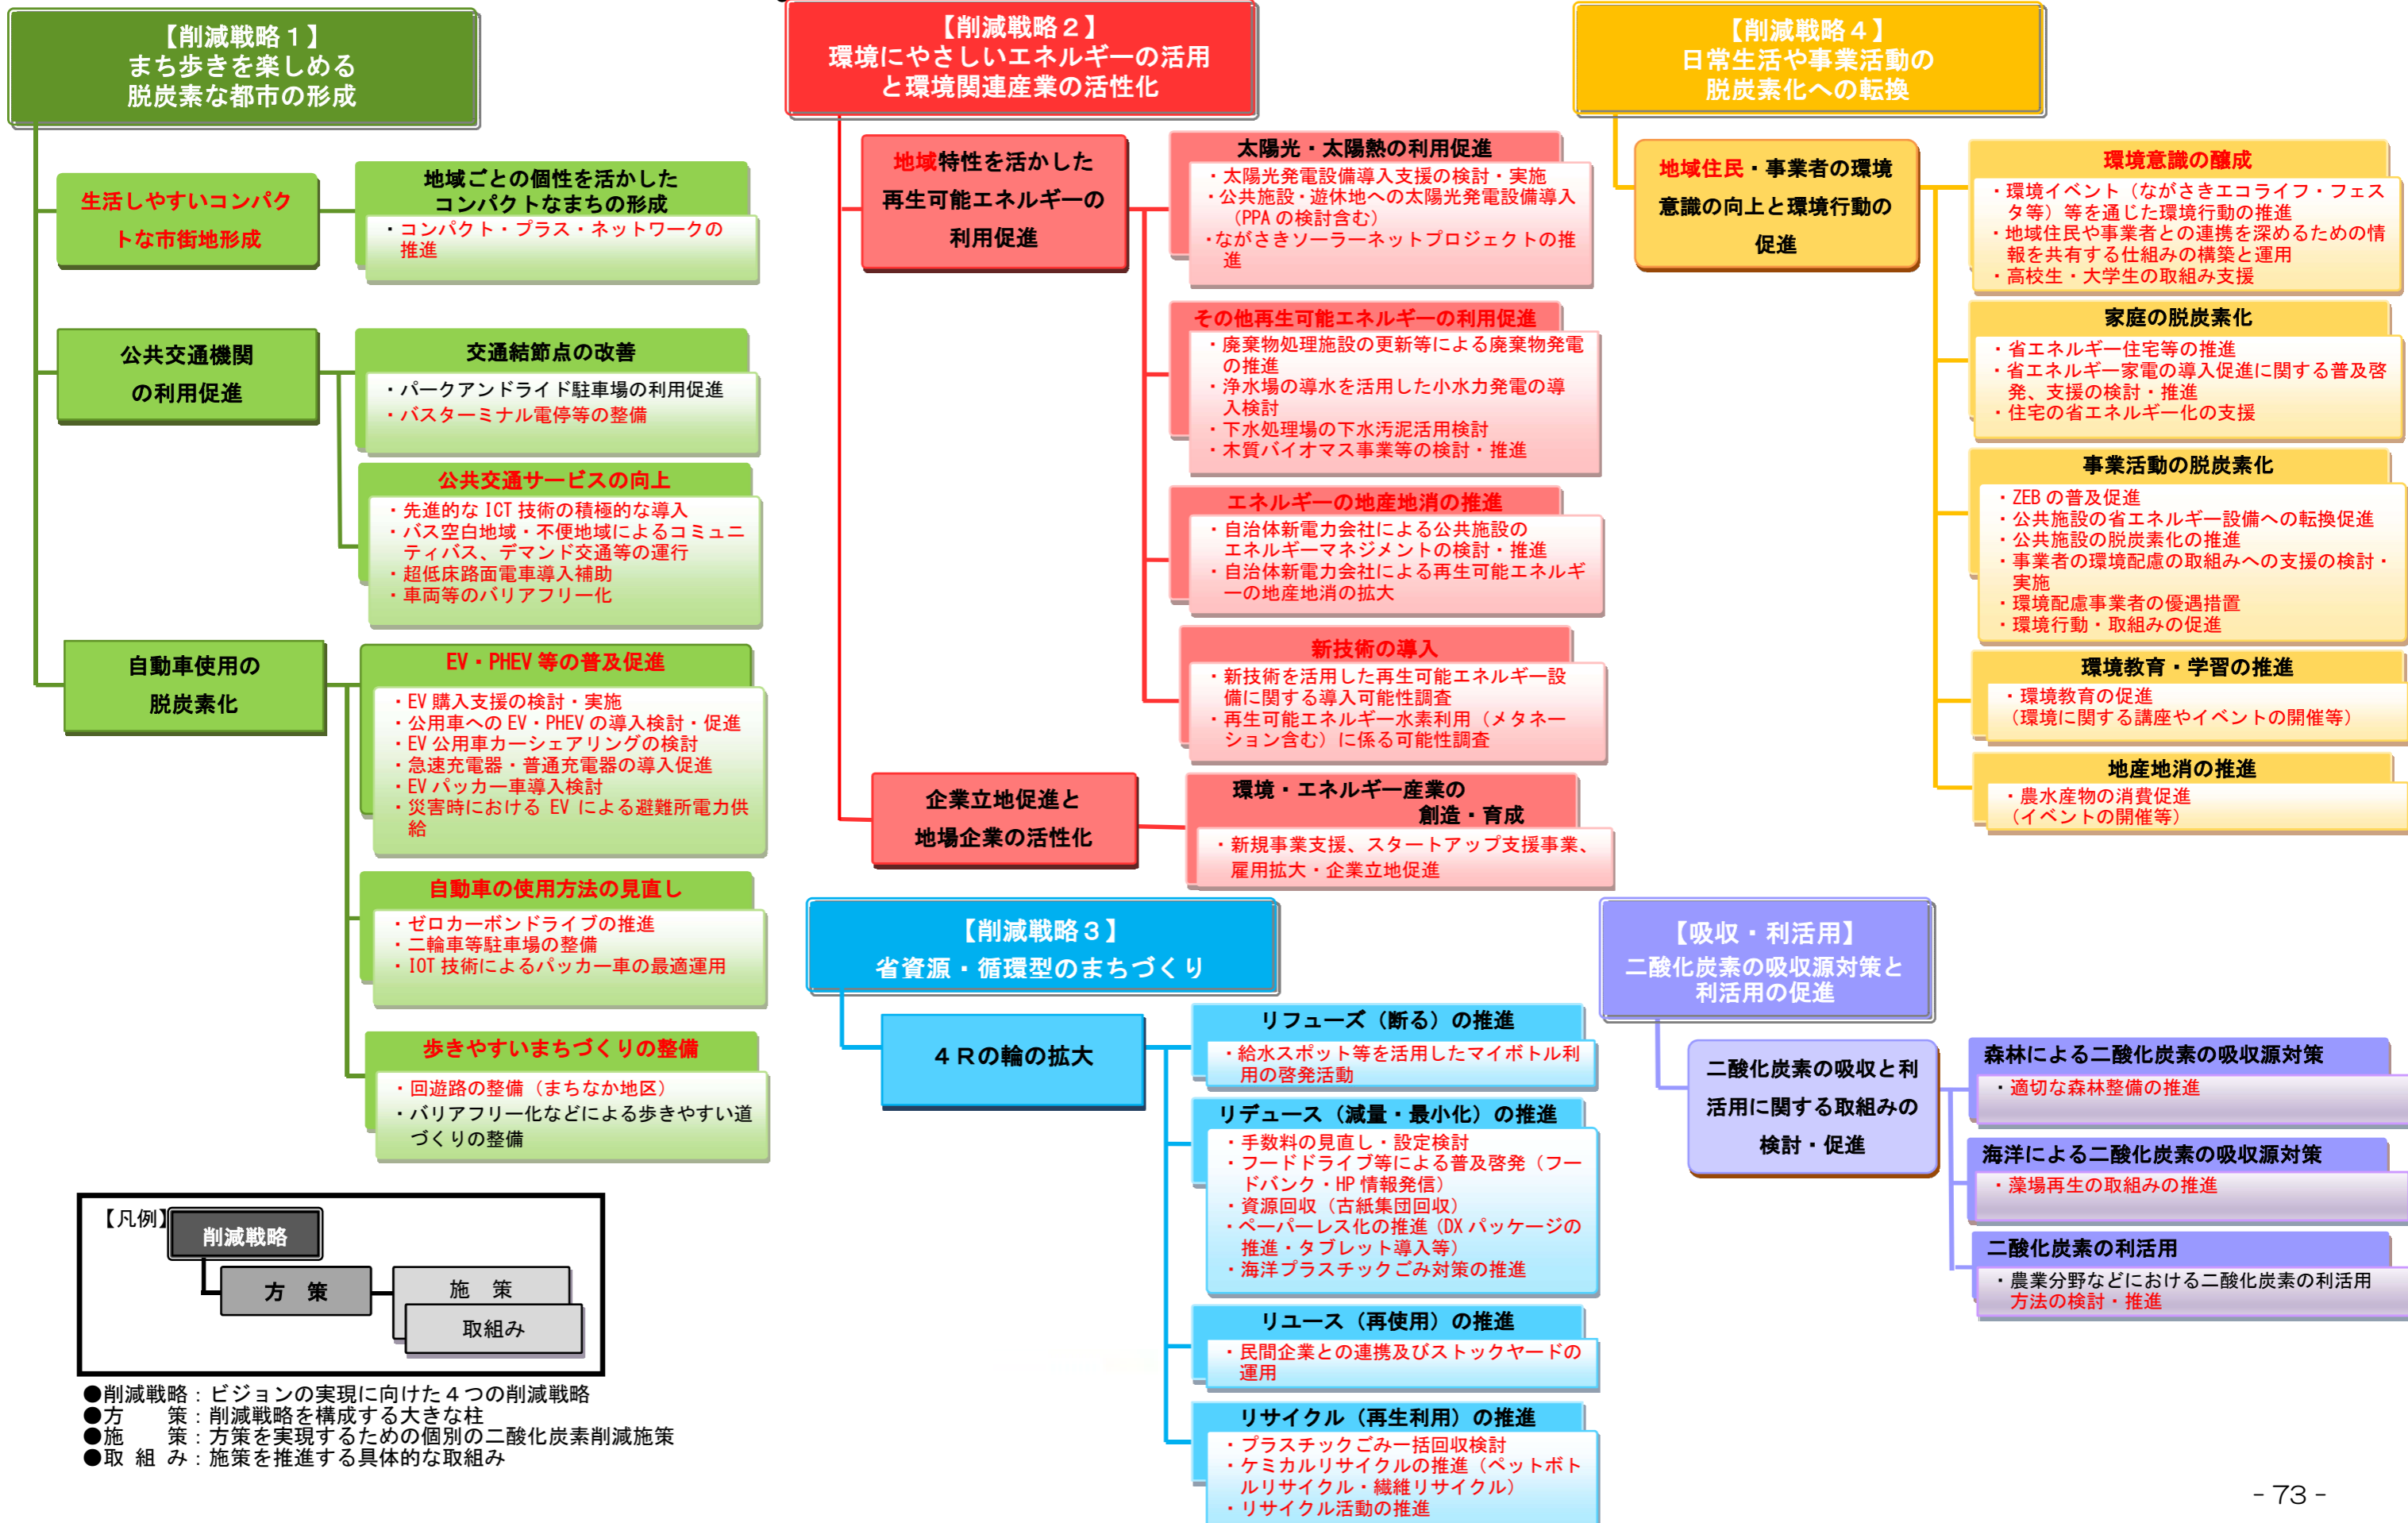 【削減戦略１】
まち歩きを楽しめる
脱炭素な都市の形成
生活しやすいコンパク
トな市街地形成
地域ごとの個性を活かした
コンパクトなまちの形成
・コンパクト・プラス・ネットワークの
推進
公共交通機関
の利用促進
交通結節点の改善
・パークアンドライド駐車場の利用促進
・バスターミナル電停等の整備
公共交通サービスの向上
・先進的な ICT 技術の積極的な導入
・バス空白地域・不便地域によるコミュニ
ティバス、デマンド交通等の運行
・超低床路面電車導入補助
・車両等のバリアフリー化
自動車使用の
脱炭素化
EV・PHEV 等の普及促進
・EV 購入支援の検討・実施
・公用車への EV・PHEV の導入検討・促進
・EV 公用車カーシェアリングの検討
・急速充電器・普通充電器の導入促進
・EV パッカー車導入検討
・災害時における EV による避難所電力供
給
自動車の使用方法の見直し
・ゼロカーボンドライブの推進
・二輪車等駐車場の整備
・IOT 技術によるパッカー車の最適運用
歩きやすいまちづくりの整備
・回遊路の整備（まちなか地区）
・バリアフリー化などによる歩きやすい道
づくりの整備
【凡例】
削減戦略
方　策
施　策
取組み
●削減戦略：ビジョンの実現に向けた４つの削減戦略
●方　　策：削減戦略を構成する大きな柱
●施　　策：方策を実現するための個別の二酸化炭素削減施策
●取 組 み：施策を推進する具体的な取組み
【削減戦略２】
環境にやさしいエネルギーの活用
と環境関連産業の活性化
地域特性を活かした
再生可能エネルギーの
利用促進
太陽光・太陽熱の利用促進
・太陽光発電設備導入支援の検討・実施
・公共施設・遊休地への太陽光発電設備導入
（PPA の検討含む）
・ながさきソーラーネットプロジェクトの推
進
その他再生可能エネルギーの利用促進
・廃棄物処理施設の更新等による廃棄物発電
の推進
・浄水場の導水を活用した小水力発電の導
入検討
・下水処理場の下水汚泥活用検討
・木質バイオマス事業等の検討・推進
エネルギーの地産地消の推進
・自治体新電力会社による公共施設の
エネルギーマネジメントの検討・推進
・自治体新電力会社による再生可能エネルギ
ーの地産地消の拡大
新技術の導入
・新技術を活用した再生可能エネルギー設
備に関する導入可能性調査
・再生可能エネルギー水素利用（メタネー
ション含む）に係る可能性調査
企業立地促進と
地場企業の活性化
環境・エネルギー産業の
創造・育成
・新規事業支援、スタートアップ支援事業、
雇用拡大・企業立地促進
【削減戦略３】
省資源・循環型のまちづくり
４Ｒの輪の拡大
リフューズ（断る）の推進
・給水スポット等を活用したマイボトル利
用の啓発活動
リデュース（減量・最小化）の推進
・手数料の見直し・設定検討
・フードドライブ等による普及啓発（フー
ドバンク・HP 情報発信）
・資源回収（古紙集団回収）
・ペーパーレス化の推進（DX パッケージの
推進・タブレット導入等）
・海洋プラスチックごみ対策の推進
リユース（再使用）の推進
・民間企業との連携及びストックヤードの
運用
リサイクル（再生利用）の推進
・プラスチックごみ一括回収検討
・ケミカルリサイクルの推進（ペットボト
ルリサイクル・繊維リサイクル）
・リサイクル活動の推進
【削減戦略４】
日常生活や事業活動の
脱炭素化への転換
地域住民・事業者の環境
意識の向上と環境行動の
促進
環境意識の醸成
・環境イベント（ながさきエコライフ・フェス
タ等）等を通じた環境行動の推進
・地域住民や事業者との連携を深めるための情
報を共有する仕組みの構築と運用
・高校生・大学生の取組み支援
家庭の脱炭素化
・省エネルギー住宅等の推進
・省エネルギー家電の導入促進に関する普及啓
発、支援の検討・推進
・住宅の省エネルギー化の支援
事業活動の脱炭素化
・ZEB の普及促進
・公共施設の省エネルギー設備への転換促進
・公共施設の脱炭素化の推進
・事業者の環境配慮の取組みへの支援の検討・
実施
・環境配慮事業者の優遇措置
・環境行動・取組みの促進
環境教育・学習の推進
・環境教育の促進
（環境に関する講座やイベントの開催等）
地産地消の推進
・農水産物の消費促進
（イベントの開催等）
【吸収・利活用】
二酸化炭素の吸収源対策と
利活用の促進
二酸化炭素の吸収と利
活用に関する取組みの
検討・促進
森林による二酸化炭素の吸収源対策
・適切な森林整備の推進
海洋による二酸化炭素の吸収源対策
・藻場再生の取組みの推進
二酸化炭素の利活用
・農業分野などにおける二酸化炭素の利活用
方法の検討・推進
- 73 -